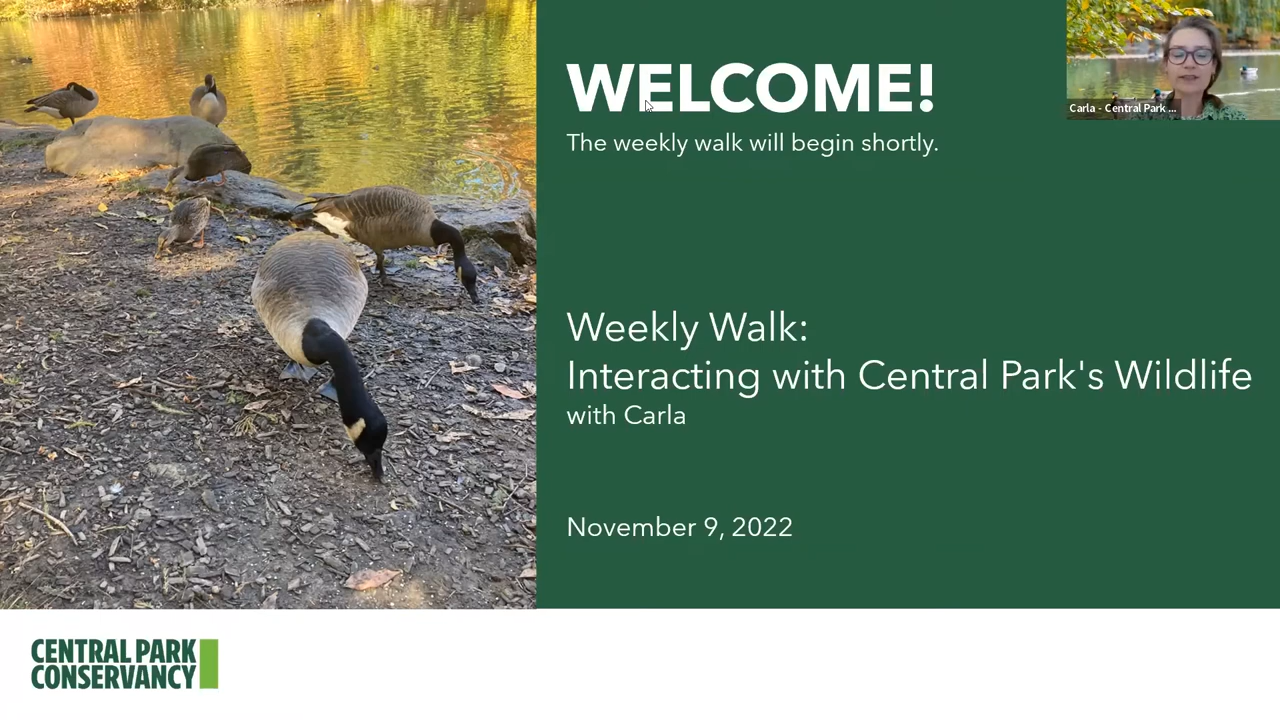 WELCOME!
The weekly walk will begin shortly.
Carla - Central Park ...
Weekly Walk:
Interacting with Central Park's Wildlife
with Carla
November 9, 2022
CENTRAL PARK
CONSERVANCY